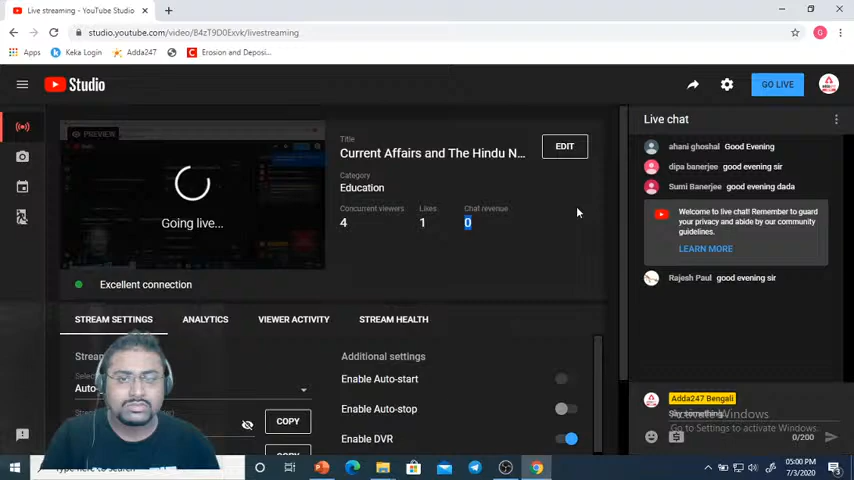 Live streaming - YouTube Studio
studio.youtube.com/video/B4zT9D0Exvk/livestreaming
Apps
Keka Login
Adda247
Erosion and Deposi...
Studio
GO LIVE
PREVIEW
Going live...
Excellent connection
Title
Current Affairs and The Hindu N...
EDIT
Category
Education
Concurrent viewers
Likes
Chat revenue
4
1
0
STREAM SETTINGS
ANALYTICS
VIEWER ACTIVITY
STREAM HEALTH
COPY
Additional settings
Enable Auto-start
Enable Auto-stop
Enable DVR
Live chat
ahani ghoshal Good Evening
dipa banerjee good evening sir
Sumi Banerjee good evening dada
Welcome to live chat! Remember to guard
your privacy and abide by our community
guidelines.
LEARN MORE
Rajesh Paul good evening sir
Adda247 Bengali
Say something...
Windows
Go to Settings to activate Windows.
0/200
Type here to search
05:00 PM
7/3/2020
3